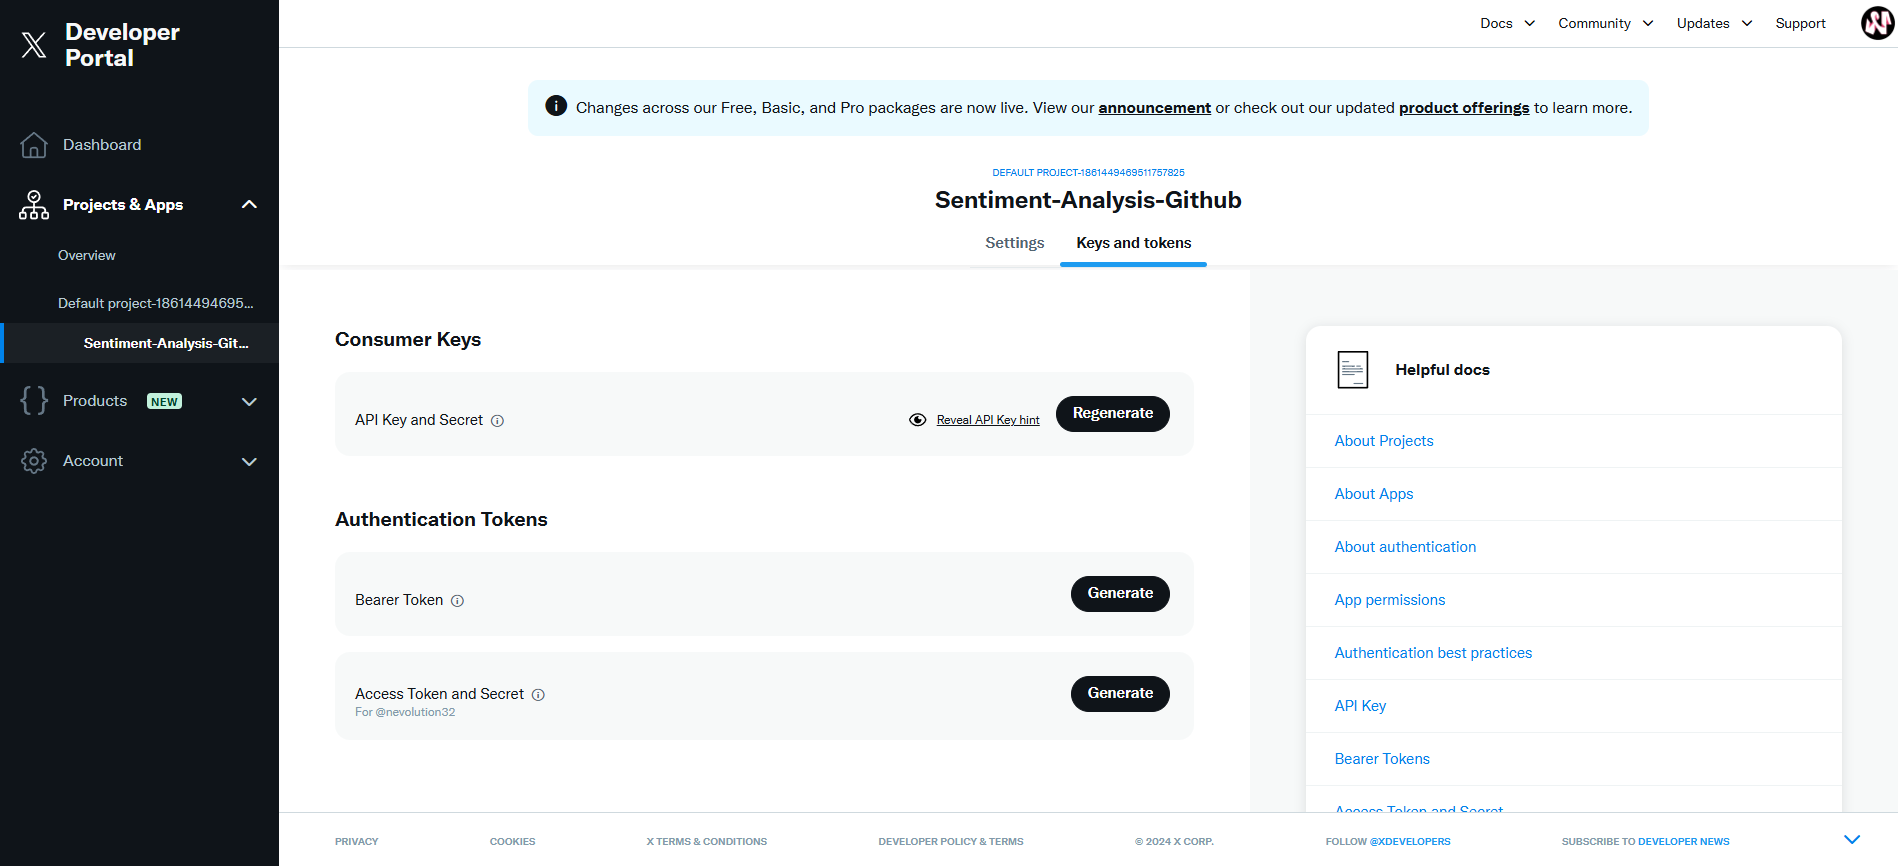 Developer
Portal
Dashboard
Projects & Apps
Overview
Default project-18614494695...
Sentiment-Analysis-Git...
Products NEW
Account
Docs Community Updates Support
Changes across our Free, Basic, and Pro packages are now live. View our announcement or check out our updated product offerings to learn more.
DEFAULT PROJECT-1861449469511757825
Sentiment-Analysis-Github
Settings Keys and tokens
Consumer Keys
API Key and Secret Reveal API Key hint Regenerate
Authentication Tokens
Bearer Token Generate
Access Token and Secret Generate
For @nevolution32
Helpful docs
About Projects
About Apps
About authentication
App permissions
Authentication best practices
API Key
Bearer Tokens
Access Token and Secret
PRIVACY COOKIES X TERMS & CONDITIONS DEVELOPER POLICY & TERMS © 2024 X CORP. FOLLOW @XDEVELOPERS SUBSCRIBE TO DEVELOPER NEWS